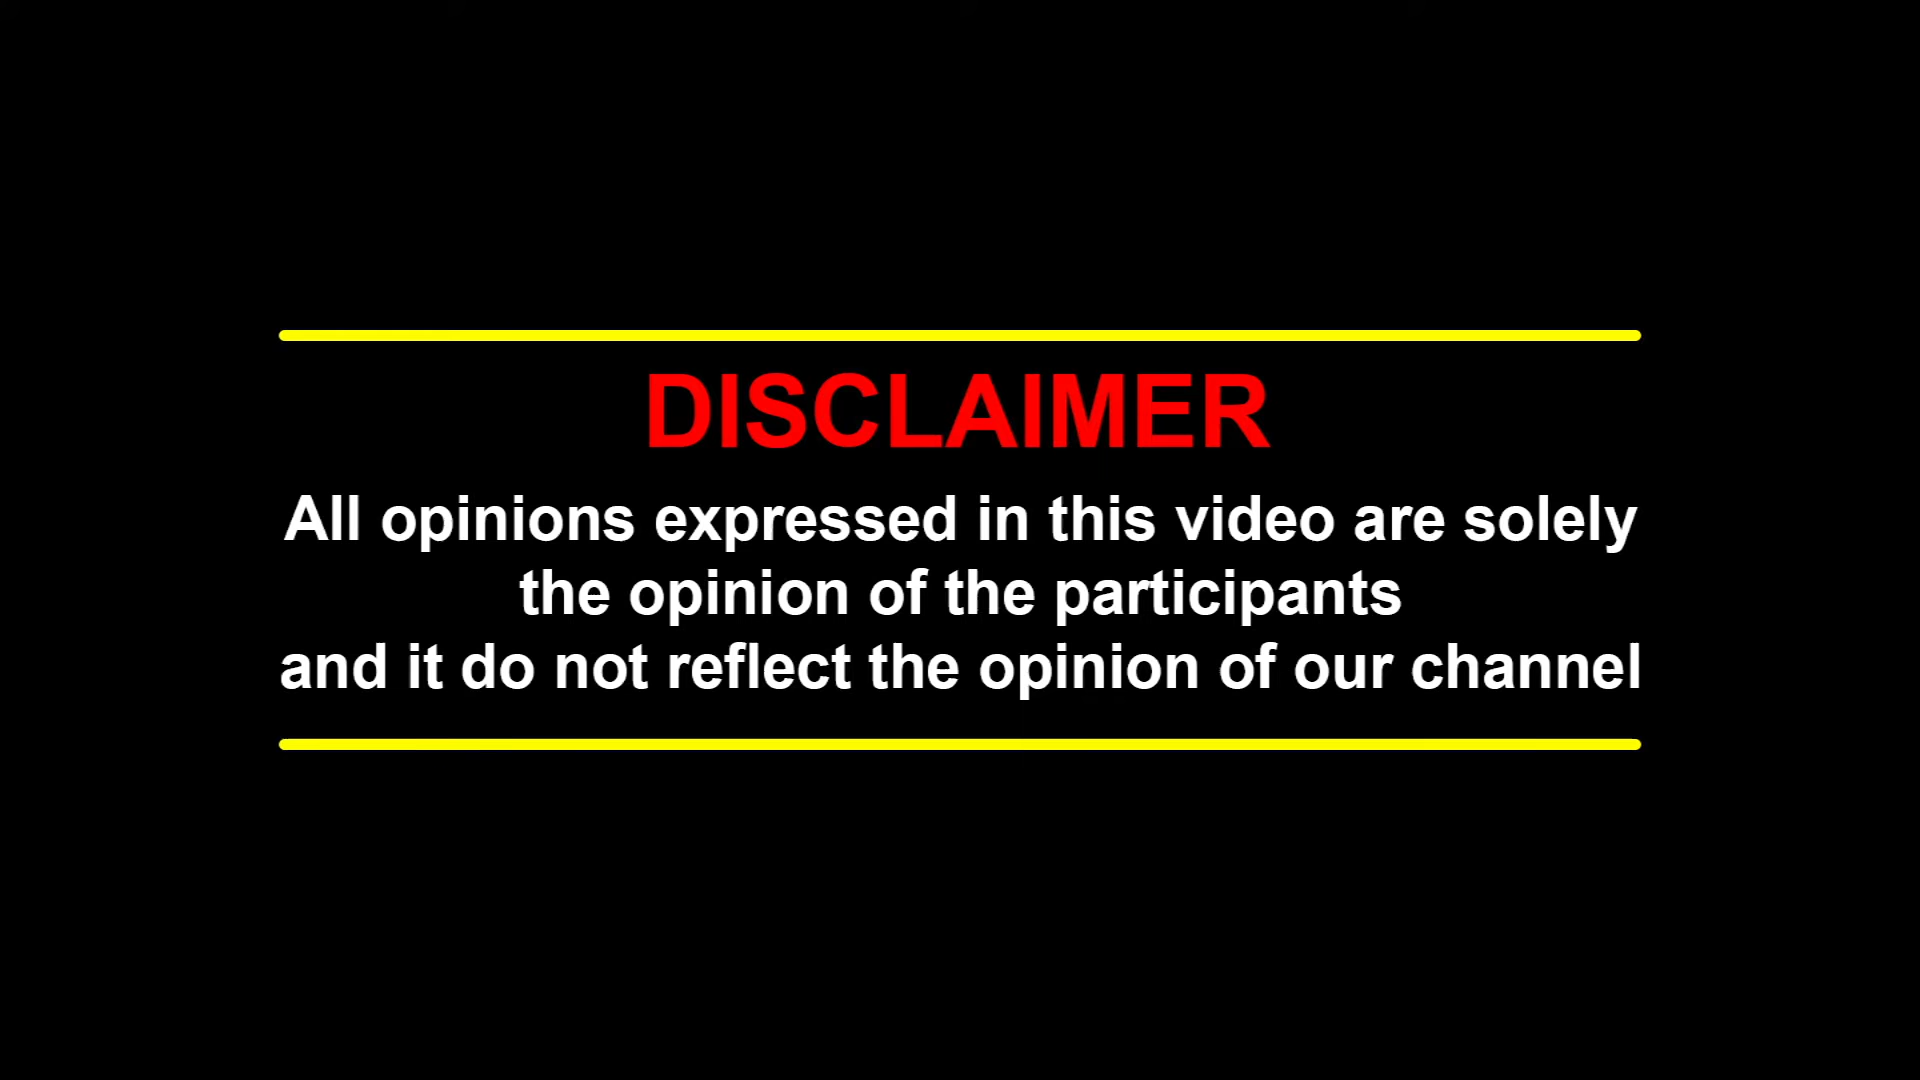 DISCLAIMER
All opinions expressed in this video are solely
the opinion of the participants
and it do not reflect the opinion of our channel